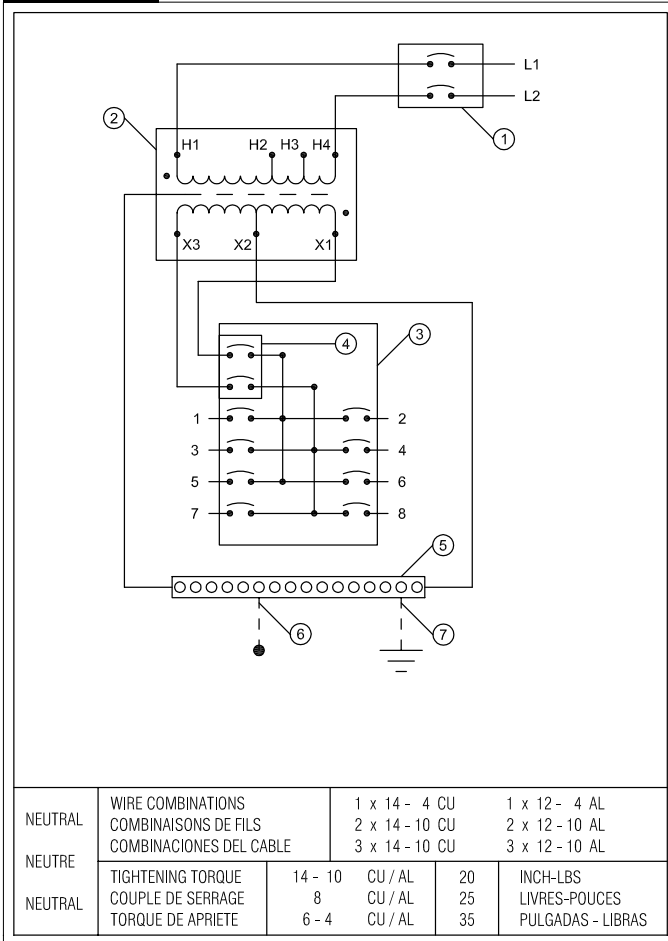 L1
L2
1
2
H1 H2 H3 H4
X3 X2 X1
4
3
1 2
3 4
5 6
7 8
5
6
7
NEUTRAL
NEUTRE
NEUTRAL
WIRE COMBINATIONS 1 x 14 - 4 CU 1 x 12 - 4 AL
COMBINAISONS DE FILS 2 x 14 - 10 CU 2 x 12 - 10 AL
COMBINACIONES DEL CABLE 3 x 14 - 10 CU 3 x 12 - 10 AL
TIGHTENING TORQUE 14 - 10 CU / AL 20 INCH-LBS
COUPLE DE SERRAGE 8 CU / AL 25 LIVRES-POUCES
TORQUE DE APRIETE 6 - 4 CU / AL 35 PULGADAS - LIBRAS